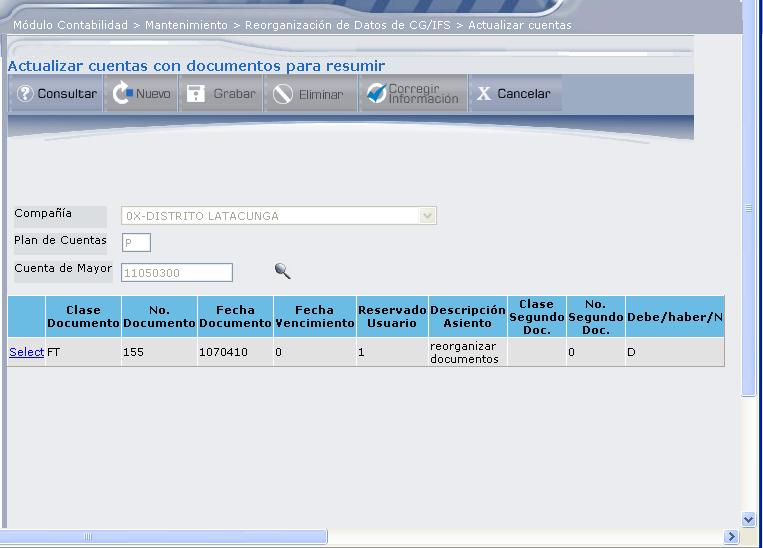 Módulo Contabilidad > Mantenimiento > Reorganización de Datos de CG/IFS > Actualizar cuentas
Actualizar cuentas con documentos para resumir
Consultar Nuevo Grabar Eliminar Corregir Información X Cancelar
Compañía 0X-DISTRITO LATACUNGA
Plan de Cuentas P
Cuenta de Mayor 11050300
Clase Documento No. Documento Fecha Documento Fecha Vencimiento Reservado Usuario Descripción Asiento Clase Segundo Doc. No. Segundo Doc. Debe/haber/N
Select FT 155 1070410 0 1 reorganizar documentos 0 D